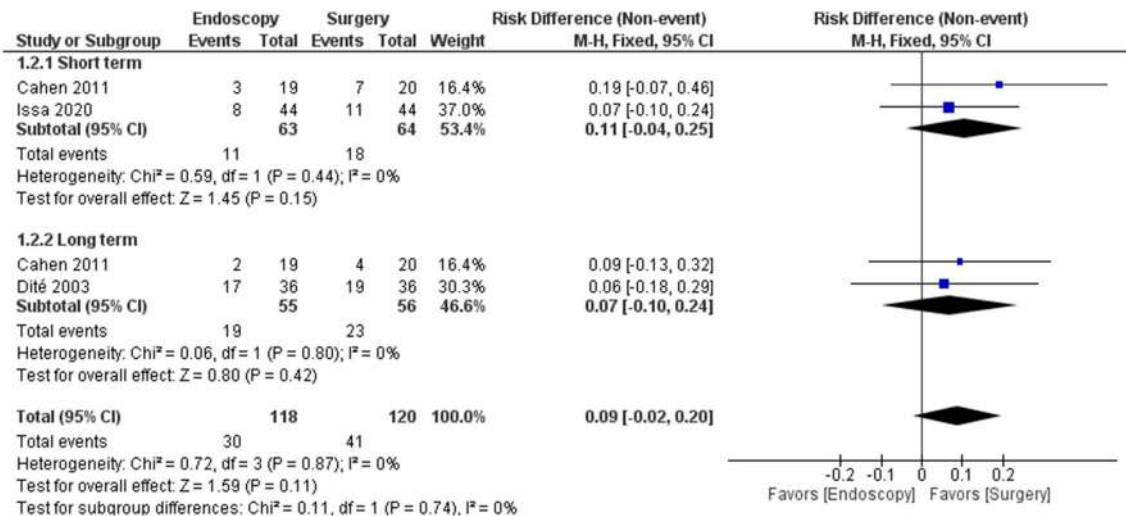 Endoscopy Surgery Risk Difference (Non-event) Risk Difference (Non-event)
Study or Subgroup Events Total Events Total Weight M-H, Fixed, 95% CI M-H, Fixed, 95% CI
1.2.1 Short term
Cahen 2011 3 19 7 20 16.4% 0.19 [-0.07, 0.46]
Issa 2020 8 44 11 44 37.0% 0.07 [-0.10, 0.24]
Subtotal (95% CI) 63 64 53.4% 0.11 [-0.04, 0.25]
Total events 11 18
Heterogeneity: Chi² = 0.59, df = 1 (P = 0.44); I² = 0%
Test for overall effect: Z = 1.45 (P = 0.15)
1.2.2 Long term
Cahen 2011 2 19 4 20 16.4% 0.09 [-0.13, 0.32]
Dité 2003 17 36 19 36 30.3% 0.06 [-0.18, 0.29]
Subtotal (95% CI) 55 56 46.6% 0.07 [-0.10, 0.24]
Total events 19 23
Heterogeneity: Chi² = 0.06, df = 1 (P = 0.80); I² = 0%
Test for overall effect: Z = 0.80 (P = 0.42)
Total (95% CI) 118 120 100.0% 0.09 [-0.02, 0.20]
Total events 30 41
Heterogeneity: Chi² = 0.72, df = 3 (P = 0.87); I² = 0%
Test for overall effect: Z = 1.59 (P = 0.11)
Test for subgroup differences: Chi² = 0.11, df = 1 (P = 0.74), I² = 0%
-0.2 -0.1 0 0.1 0.2
Favors [Endoscopy] Favors [Surgery]